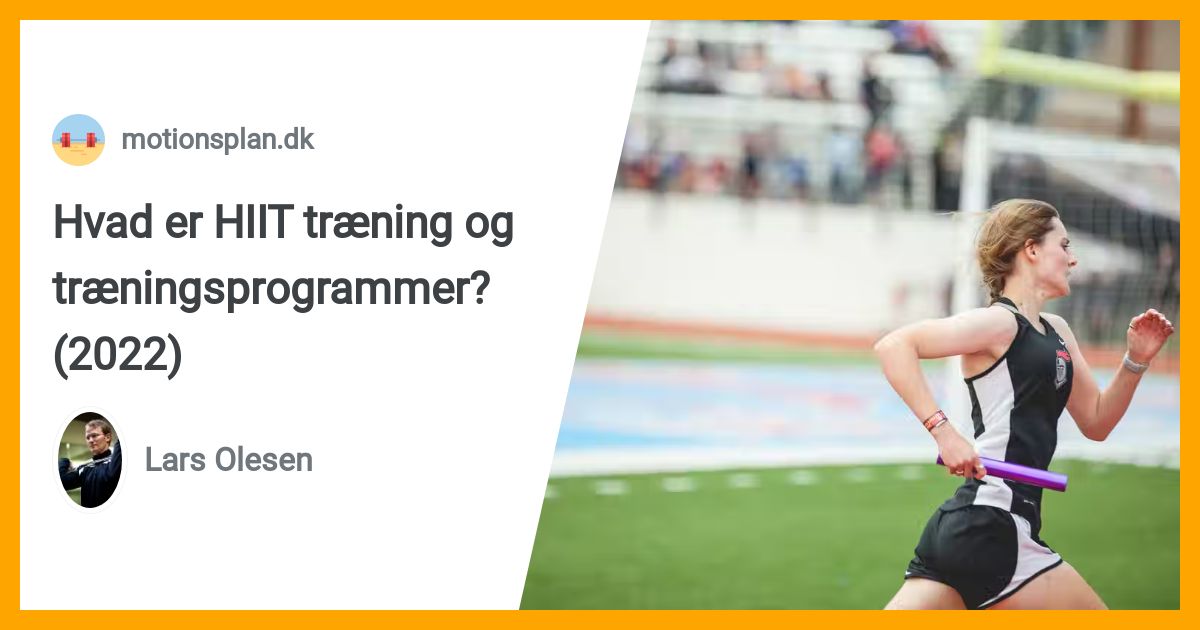 motionsplan.dk
Hvad er HIIT træning og
træningsprogrammer?
(2022)
Lars Olesen